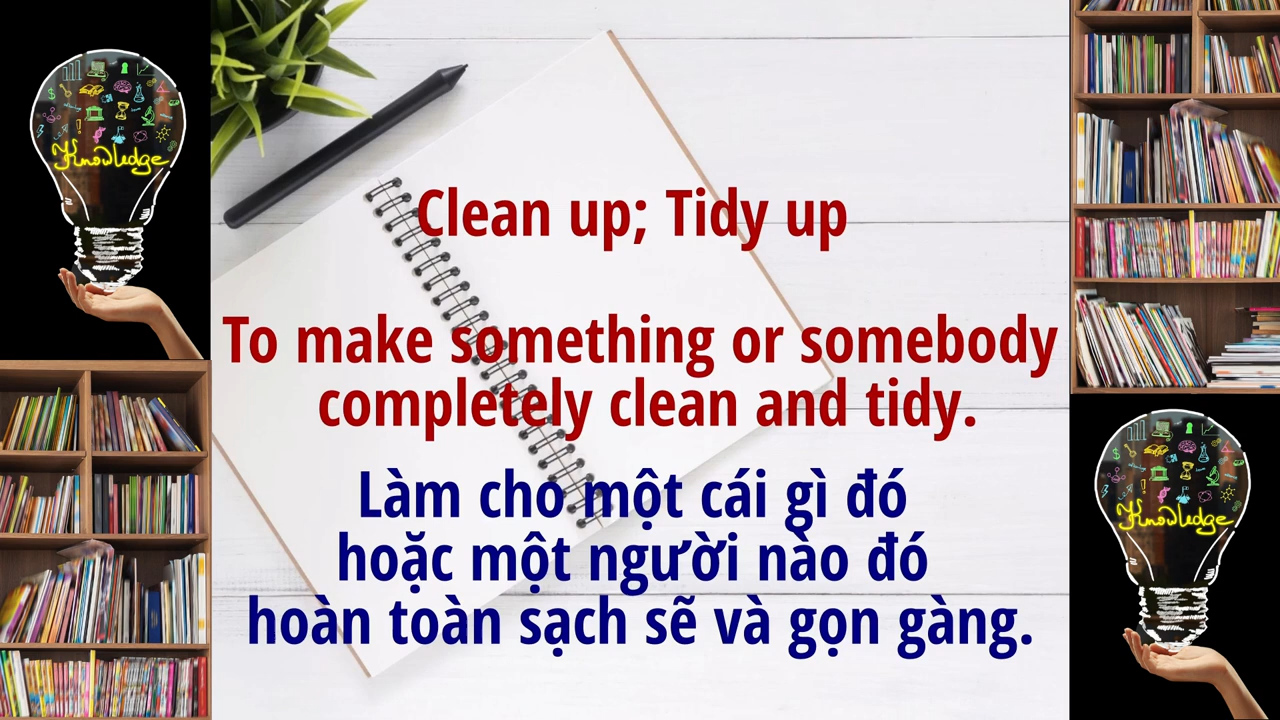 Knowledge
Clean up; Tidy up
To make something or somebody
completely clean and tidy.
Làm cho một cái gì đó
hoặc một người nào đó
hoàn toàn sạch sẽ và gọn gàng.
Knowledge